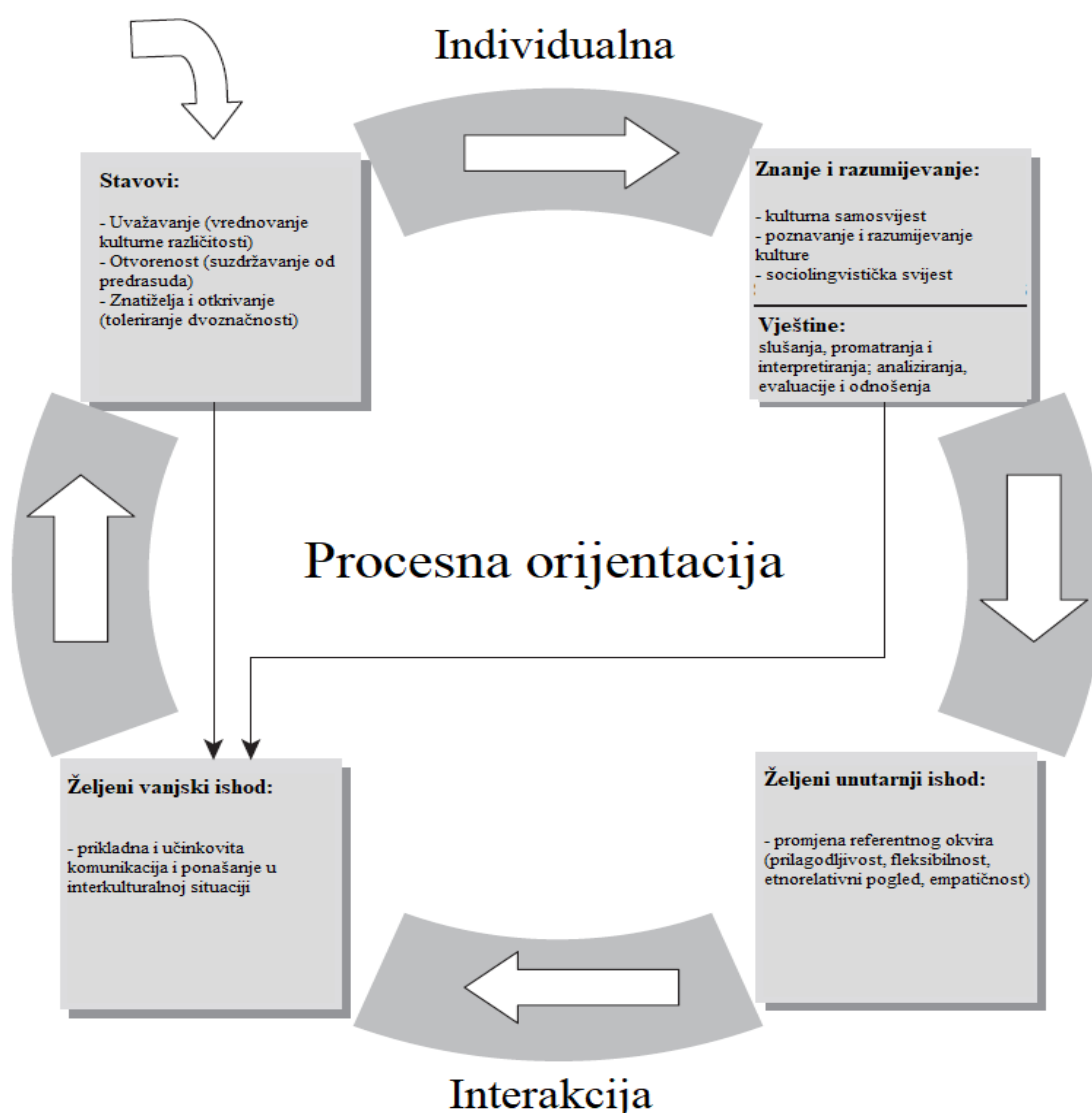 Individualna
Stavovi:
- Uvažavanje (vrednovanje
kulturne različitosti)
- Otvorenost (suzdržavanje od
predrasuda)
- Znatiželja i otkrivanje
(toleriranje dvoznačnosti)
Znanje i razumijevanje:
- kulturna samosvijest
- poznavanje i razumijevanje
kulture
- sociolingvistička svijest
Vještine:
slušanja, promatranja i
interpretiranja; analiziranja,
evaluacije i odnošenja
Procesna orijentacija
Željeni vanjski ishod:
- prikladna i učinkovita
komunikacija i ponašanje u
interkulturalnoj situaciji
Željeni unutarnji ishod:
- promjena referentnog okvira
(prilagodljivost, fleksibilnost,
etnorelativni pogled, empatičnost)
Interakcija